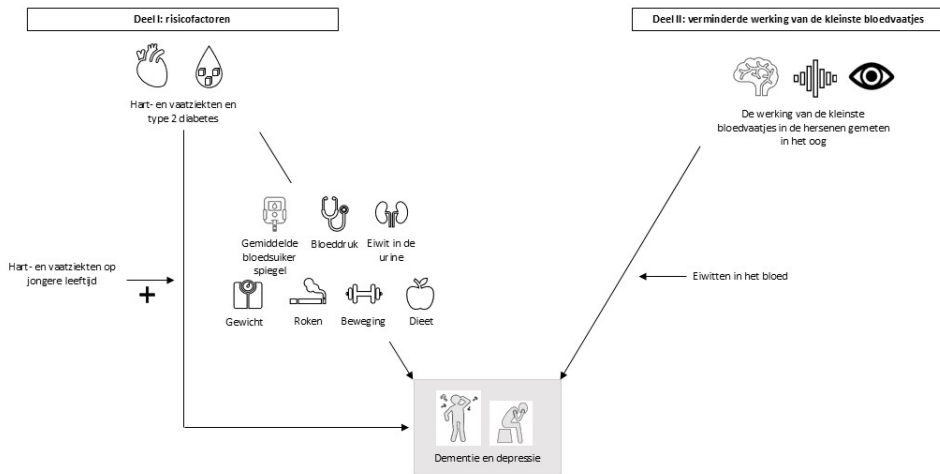 Deel I: risicofactoren
Deel II: verminderde werking van de kleinste bloedvaatjes
Hart- en vaatziekten en
type 2 diabetes
De werking van de kleinste
bloedvaatjes in de hersenen gemeten
in het oog
Gemiddelde
bloedsuiker
spiegel
Bloeddruk
Eiwit in de
urine
Hart- en vaatziekten op
jongere leeftijd
+
Eiwitten in het bloed
Gewicht
Roken
Beweging
Dieet
Dementie en depressie